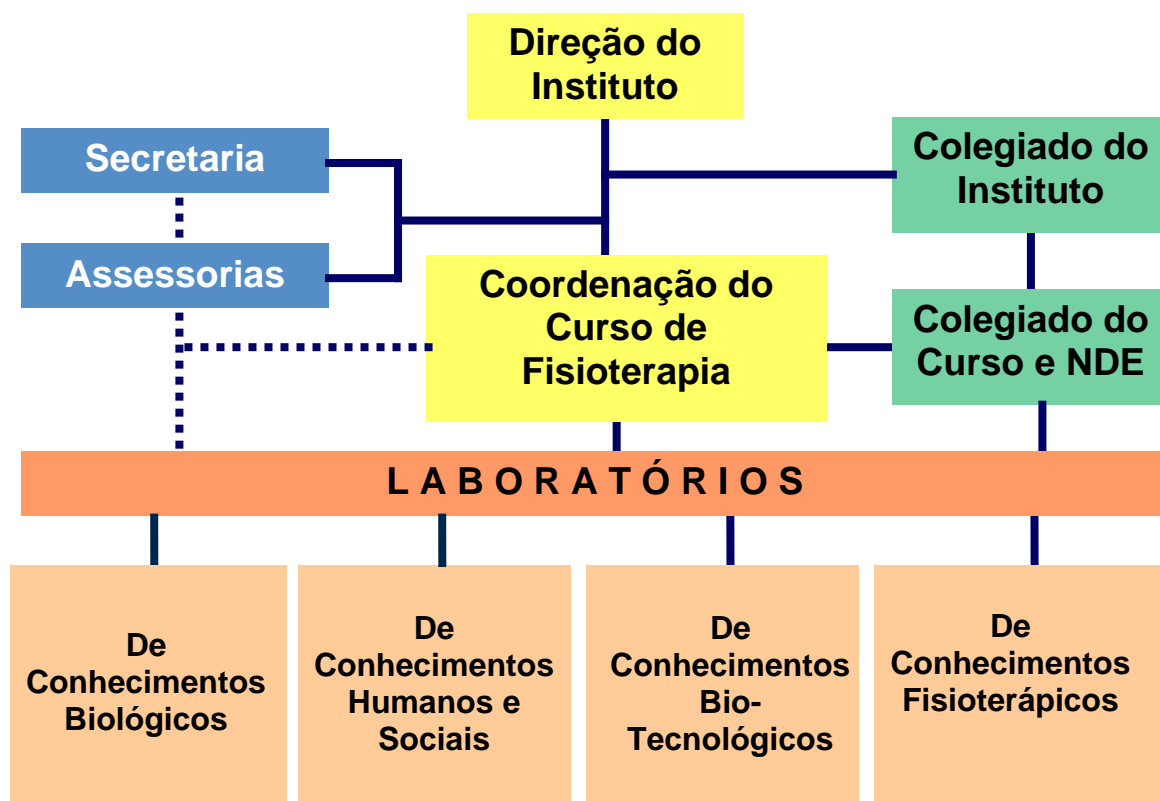 Direção do
Instituto
Secretaria
Colegiado do
Instituto
Assessorias
Coordenação do
Curso de
Fisioterapia
Colegiado do
Curso e NDE
L A B O R A T Ó R I O S
De
Conhecimentos
Biológicos
De
Conhecimentos
Humanos e
Sociais
De
Conhecimentos
Bio-
Tecnológicos
De
Conhecimentos
Fisioterápicos